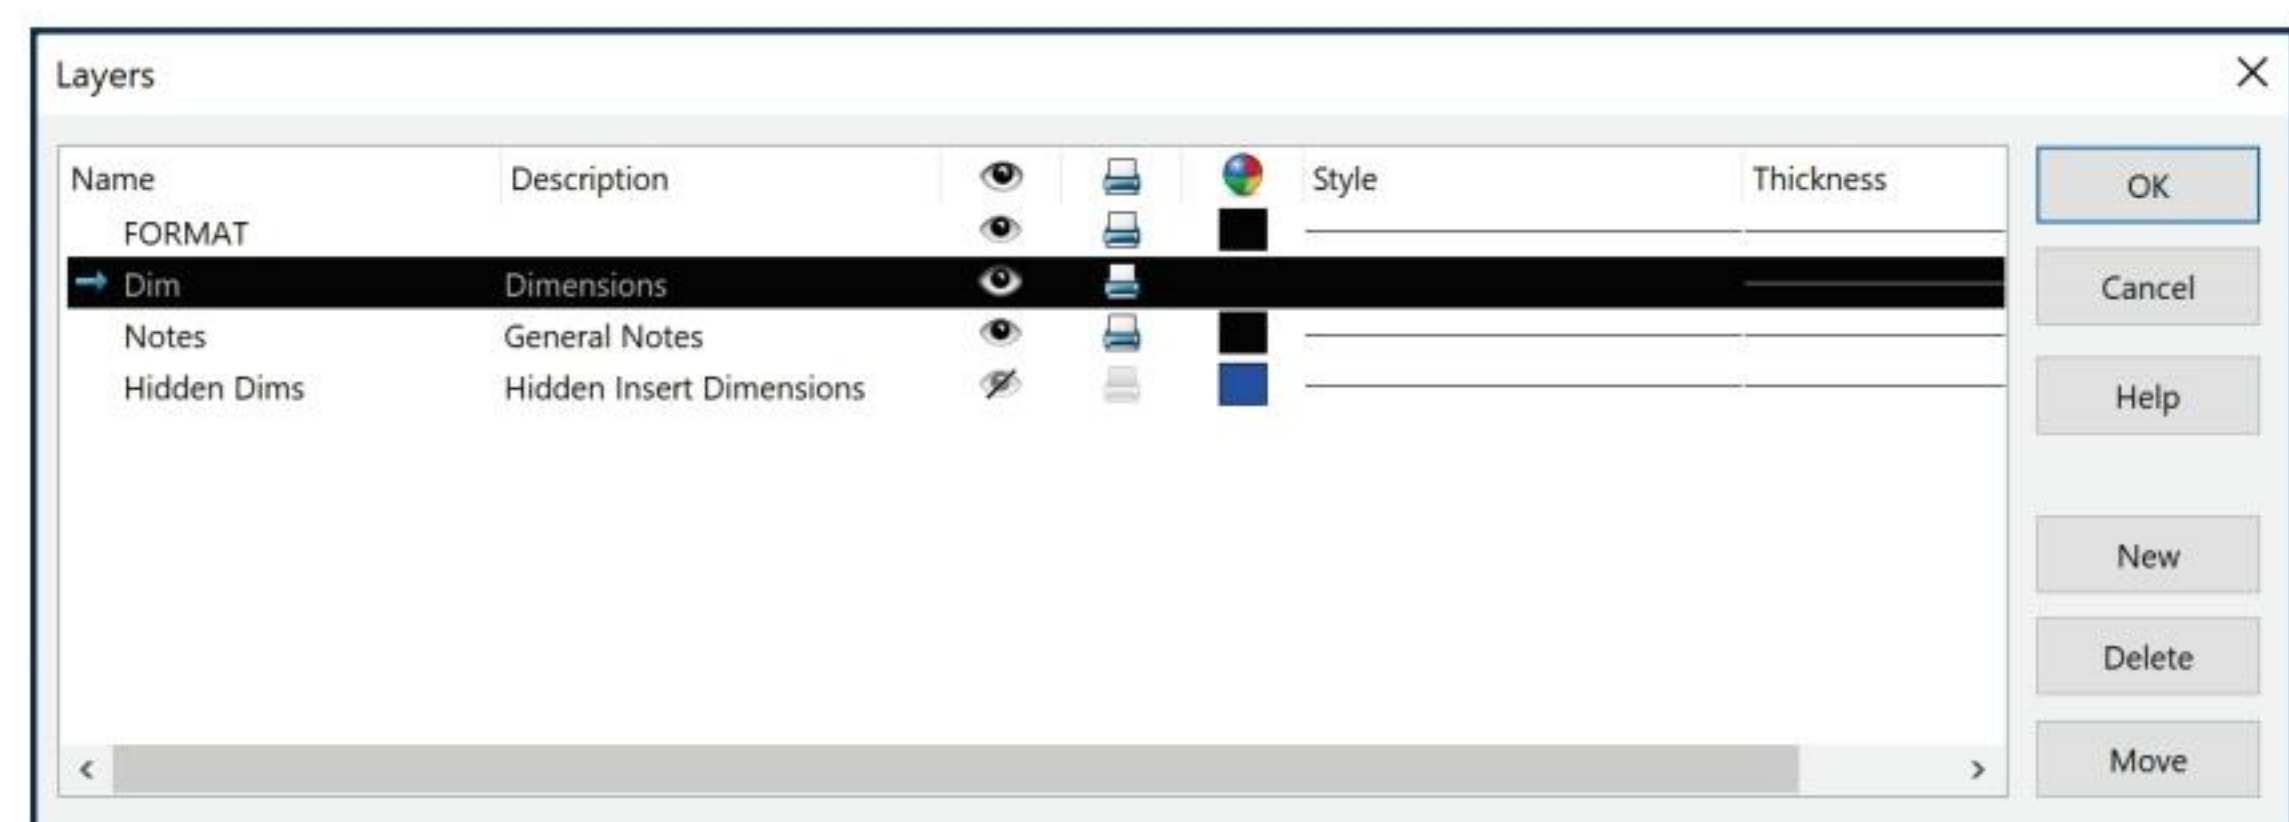 Layers
Name Description Style Thickness
FORMAT
Dim Dimensions
Notes General Notes
Hidden Dims Hidden Insert Dimensions
OK
Cancel
Help
New
Delete
Move